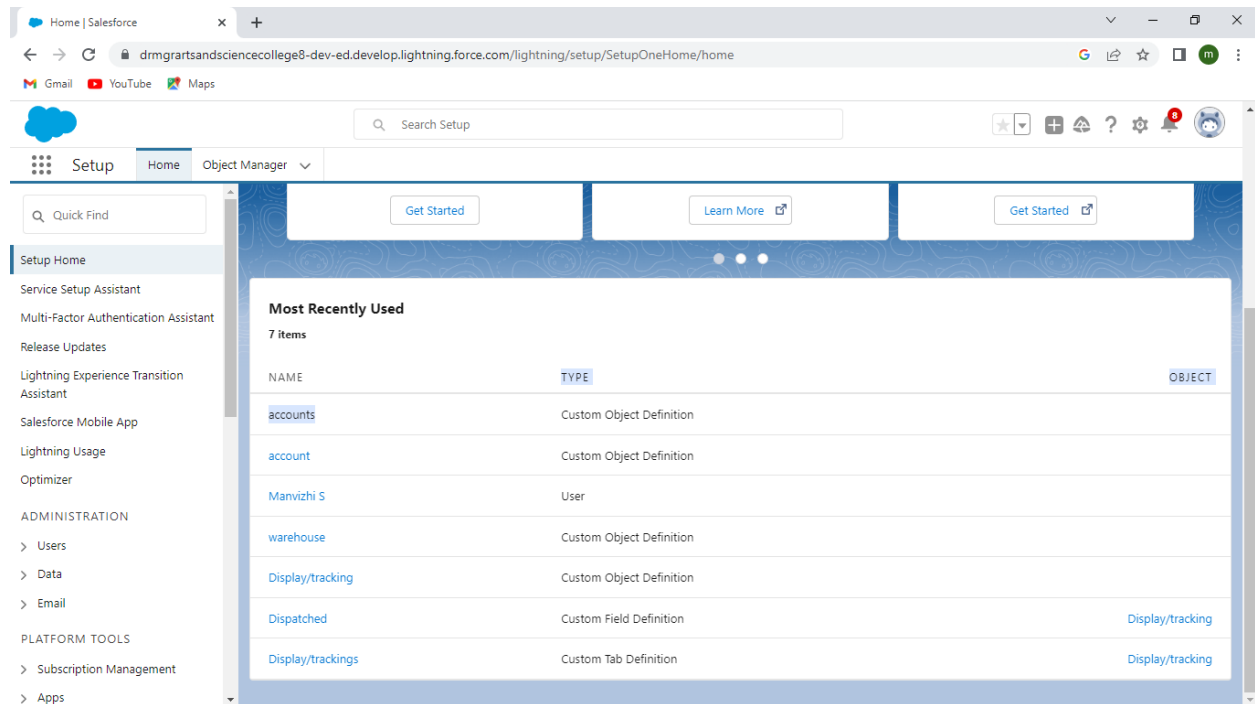 Home | Salesforce
drmgrartsandsciencecollege8-dev-ed.develop.lightning.force.com/lightning/setup/SetupOneHome/home
G
m
Gmail YouTube Maps
Search Setup
8
Setup Home Object Manager
Quick Find
Get Started Learn More Get Started
Setup Home
Service Setup Assistant
Multi-Factor Authentication Assistant
Release Updates
Lightning Experience Transition
Assistant
Salesforce Mobile App
Lightning Usage
Optimizer
ADMINISTRATION
Users
Data
Email
PLATFORM TOOLS
Subscription Management
Apps
Most Recently Used
7 items
NAME TYPE OBJECT
accounts Custom Object Definition
account Custom Object Definition
Manvizhi S User
warehouse Custom Object Definition
Display/tracking Custom Object Definition
Dispatched Custom Field Definition Display/tracking
Display/trackings Custom Tab Definition Display/tracking